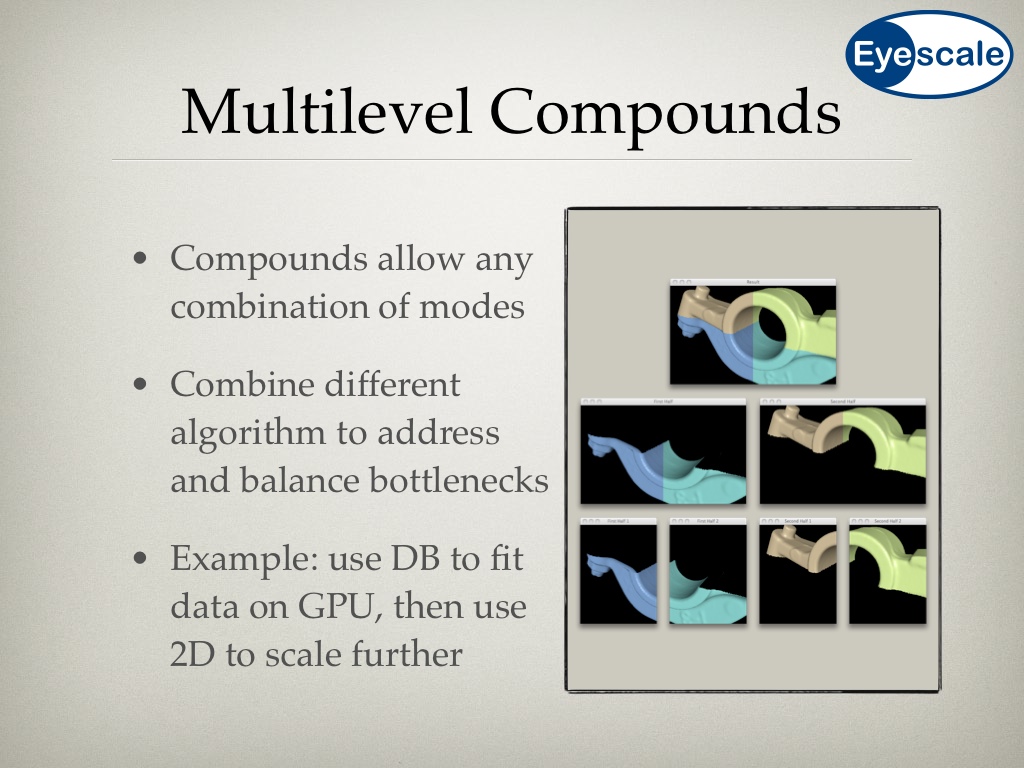 Eyescale
Multilevel Compounds
• Compounds allow any
combination of modes
• Combine different
algorithm to address
and balance bottlenecks
• Example: use DB to fit
data on GPU, then use
2D to scale further
Result
First Half
Second Half
First Half 1
First Half 2
Second Half 1
Second Half 2